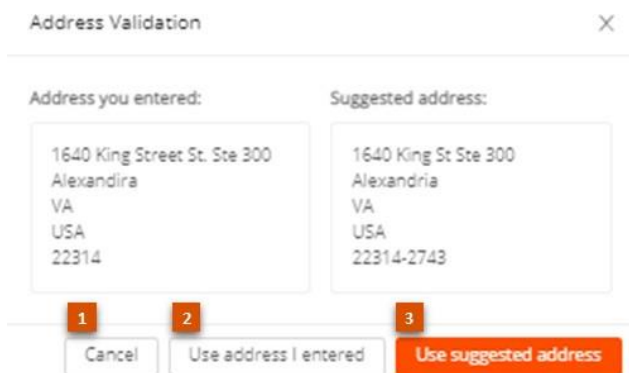 Address Validation
Address you entered:
1640 King Street St. Ste 300
Alexandira
VA
USA
22314
Suggested address:
1640 King St Ste 300
Alexandria
VA
USA
22314-2743
1
2
3
Cancel
Use address I entered
Use suggested address